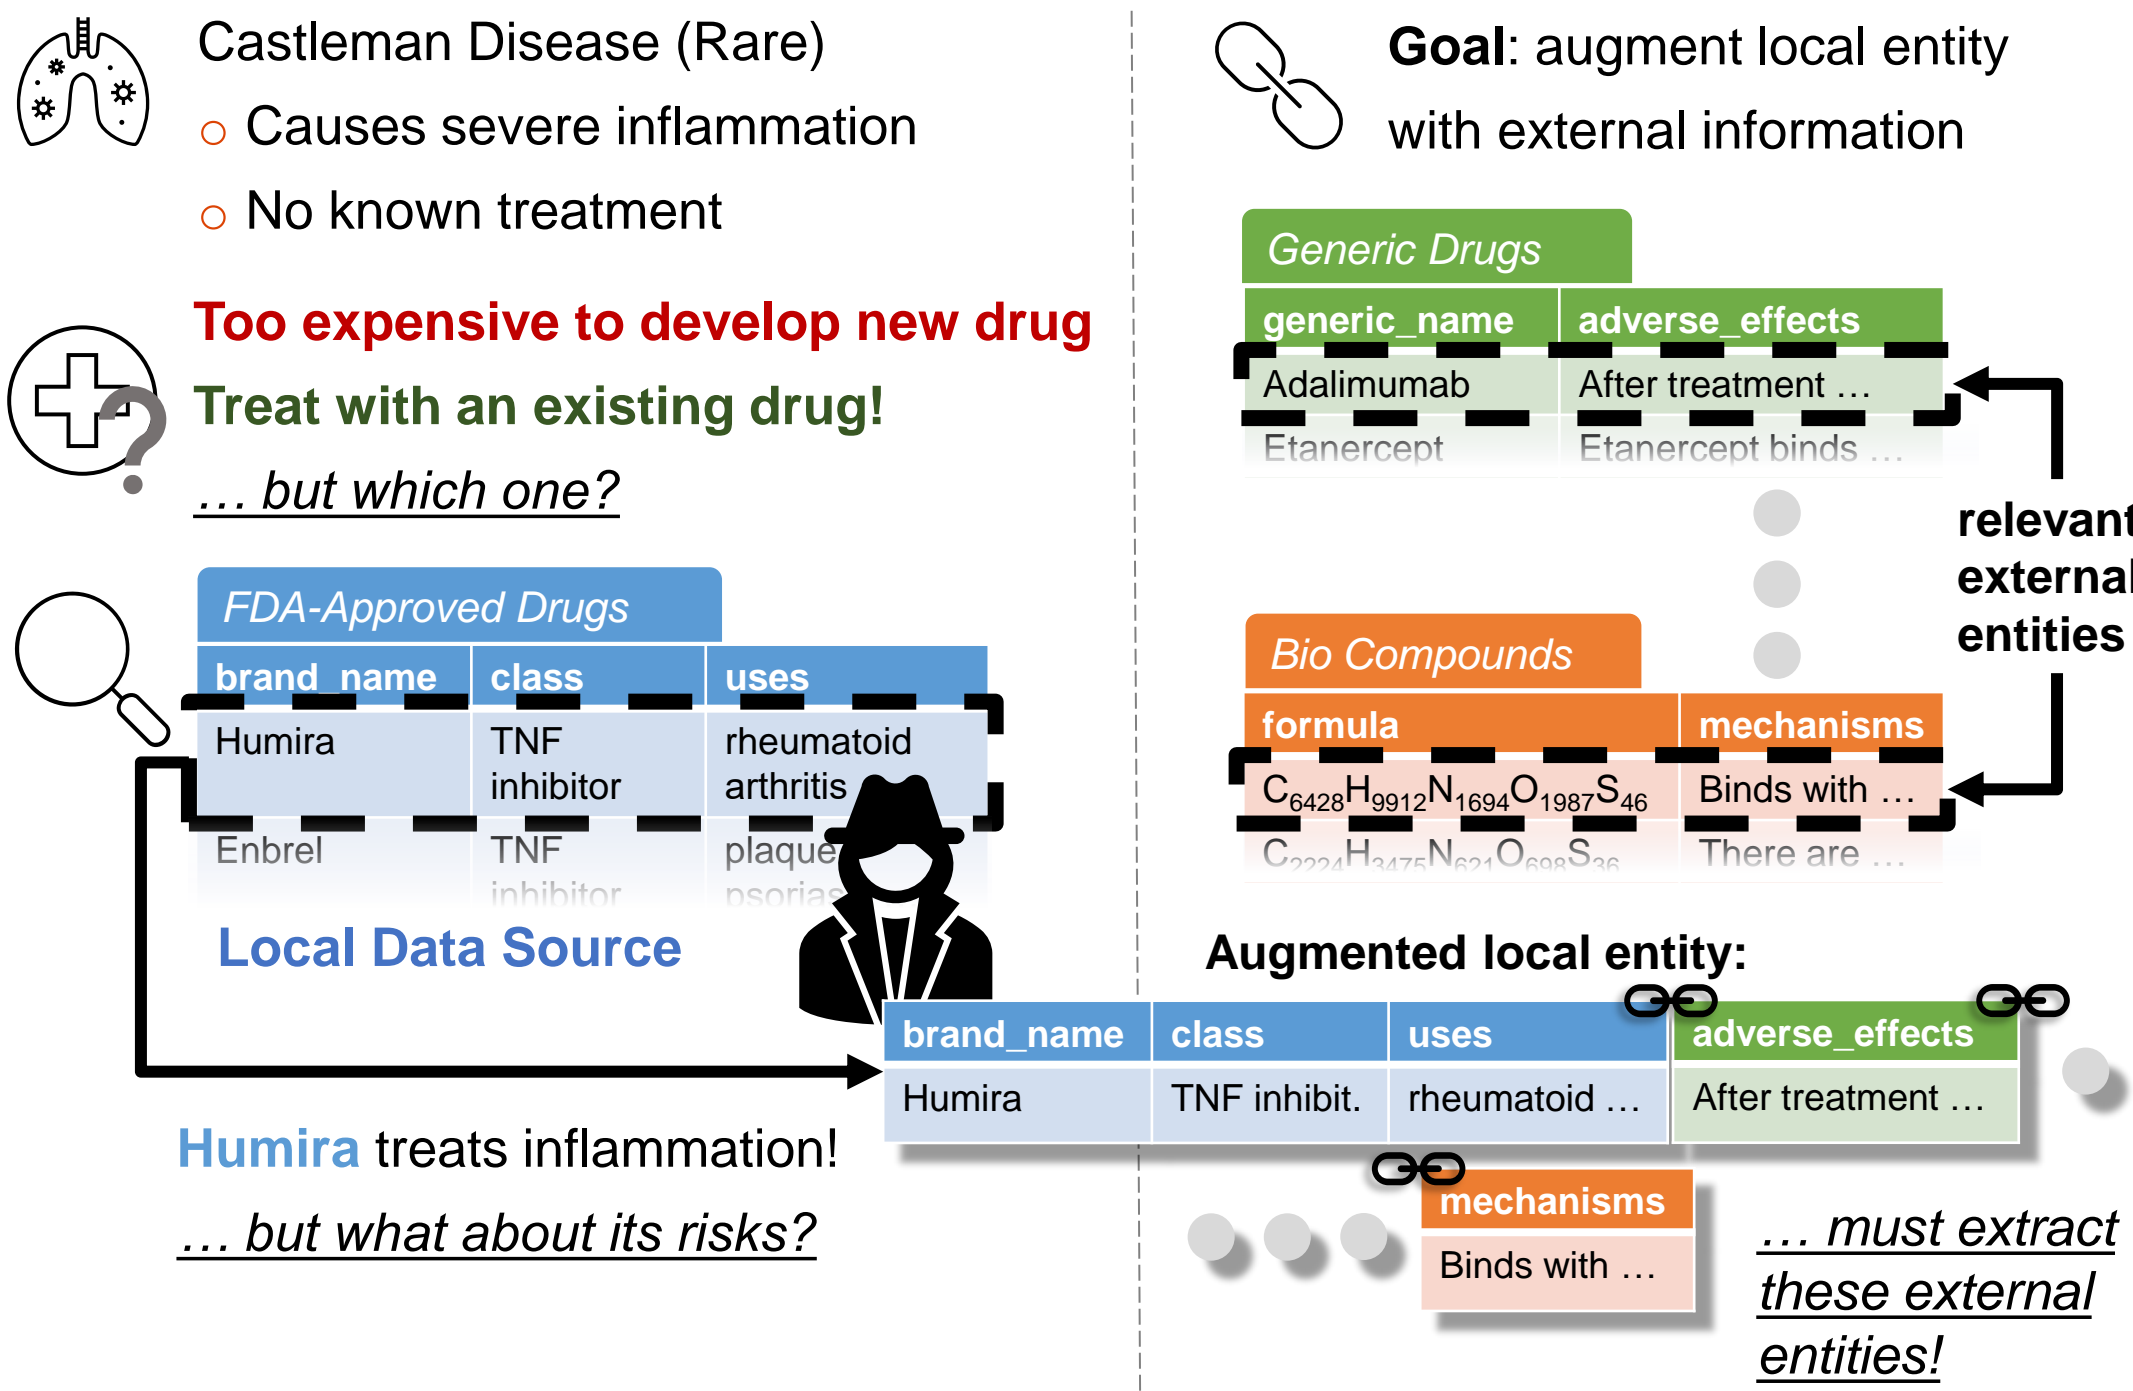 Castleman Disease (Rare)
○ Causes severe inflammation
○ No known treatment
Too expensive to develop new drug
Treat with an existing drug!
… but which one?
?
FDA-Approved Drugs
brand_name class uses
Humira TNF rheumatoid
inhibitor arthritis
Enbrel TNF plaque
inhibitor psorias
Local Data Source
Humira treats inflammation!
… but what about its risks?
Goal: augment local entity
with external information
Generic Drugs
generic_name adverse_effects
Adalimumab After treatment …
Etanercept Etanercept binds …
relevant
external
entities
Bio Compounds
formula mechanisms
C₆₄₂₈H₉₉₁₂N₁₆₉₄O₁₉₈₇S₄₆ Binds with …
C₂₂₂₄H₃₄₇₅N₆₂₁O₆₉₈S₃₆ There are …
Augmented local entity:
brand_name class uses adverse_effects
Humira TNF inhibit. rheumatoid … After treatment …
mechanisms
Binds with …
… must extract
these external
entities!